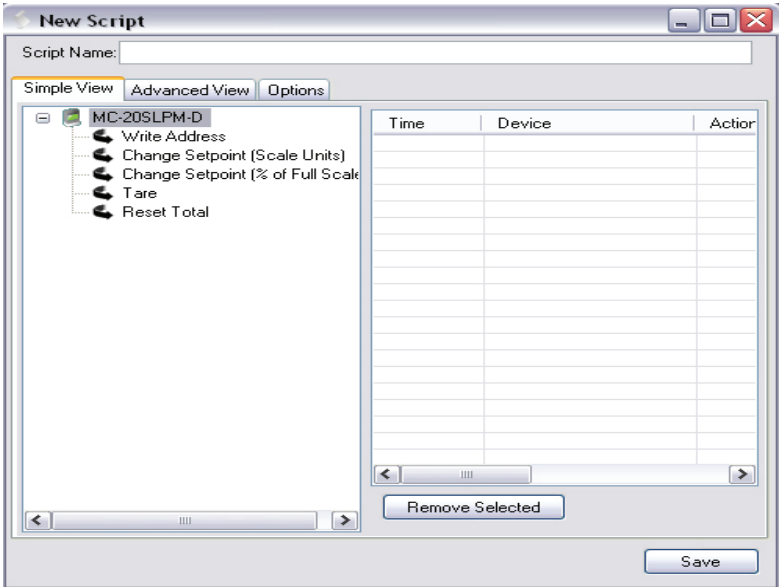 New Script
Script Name:
Simple View Advanced View Options
MC-20SLPM-D
Write Address
Change Setpoint (Scale Units)
Change Setpoint (% of Full Scale
Tare
Reset Total
Time Device Action
Remove Selected
Save